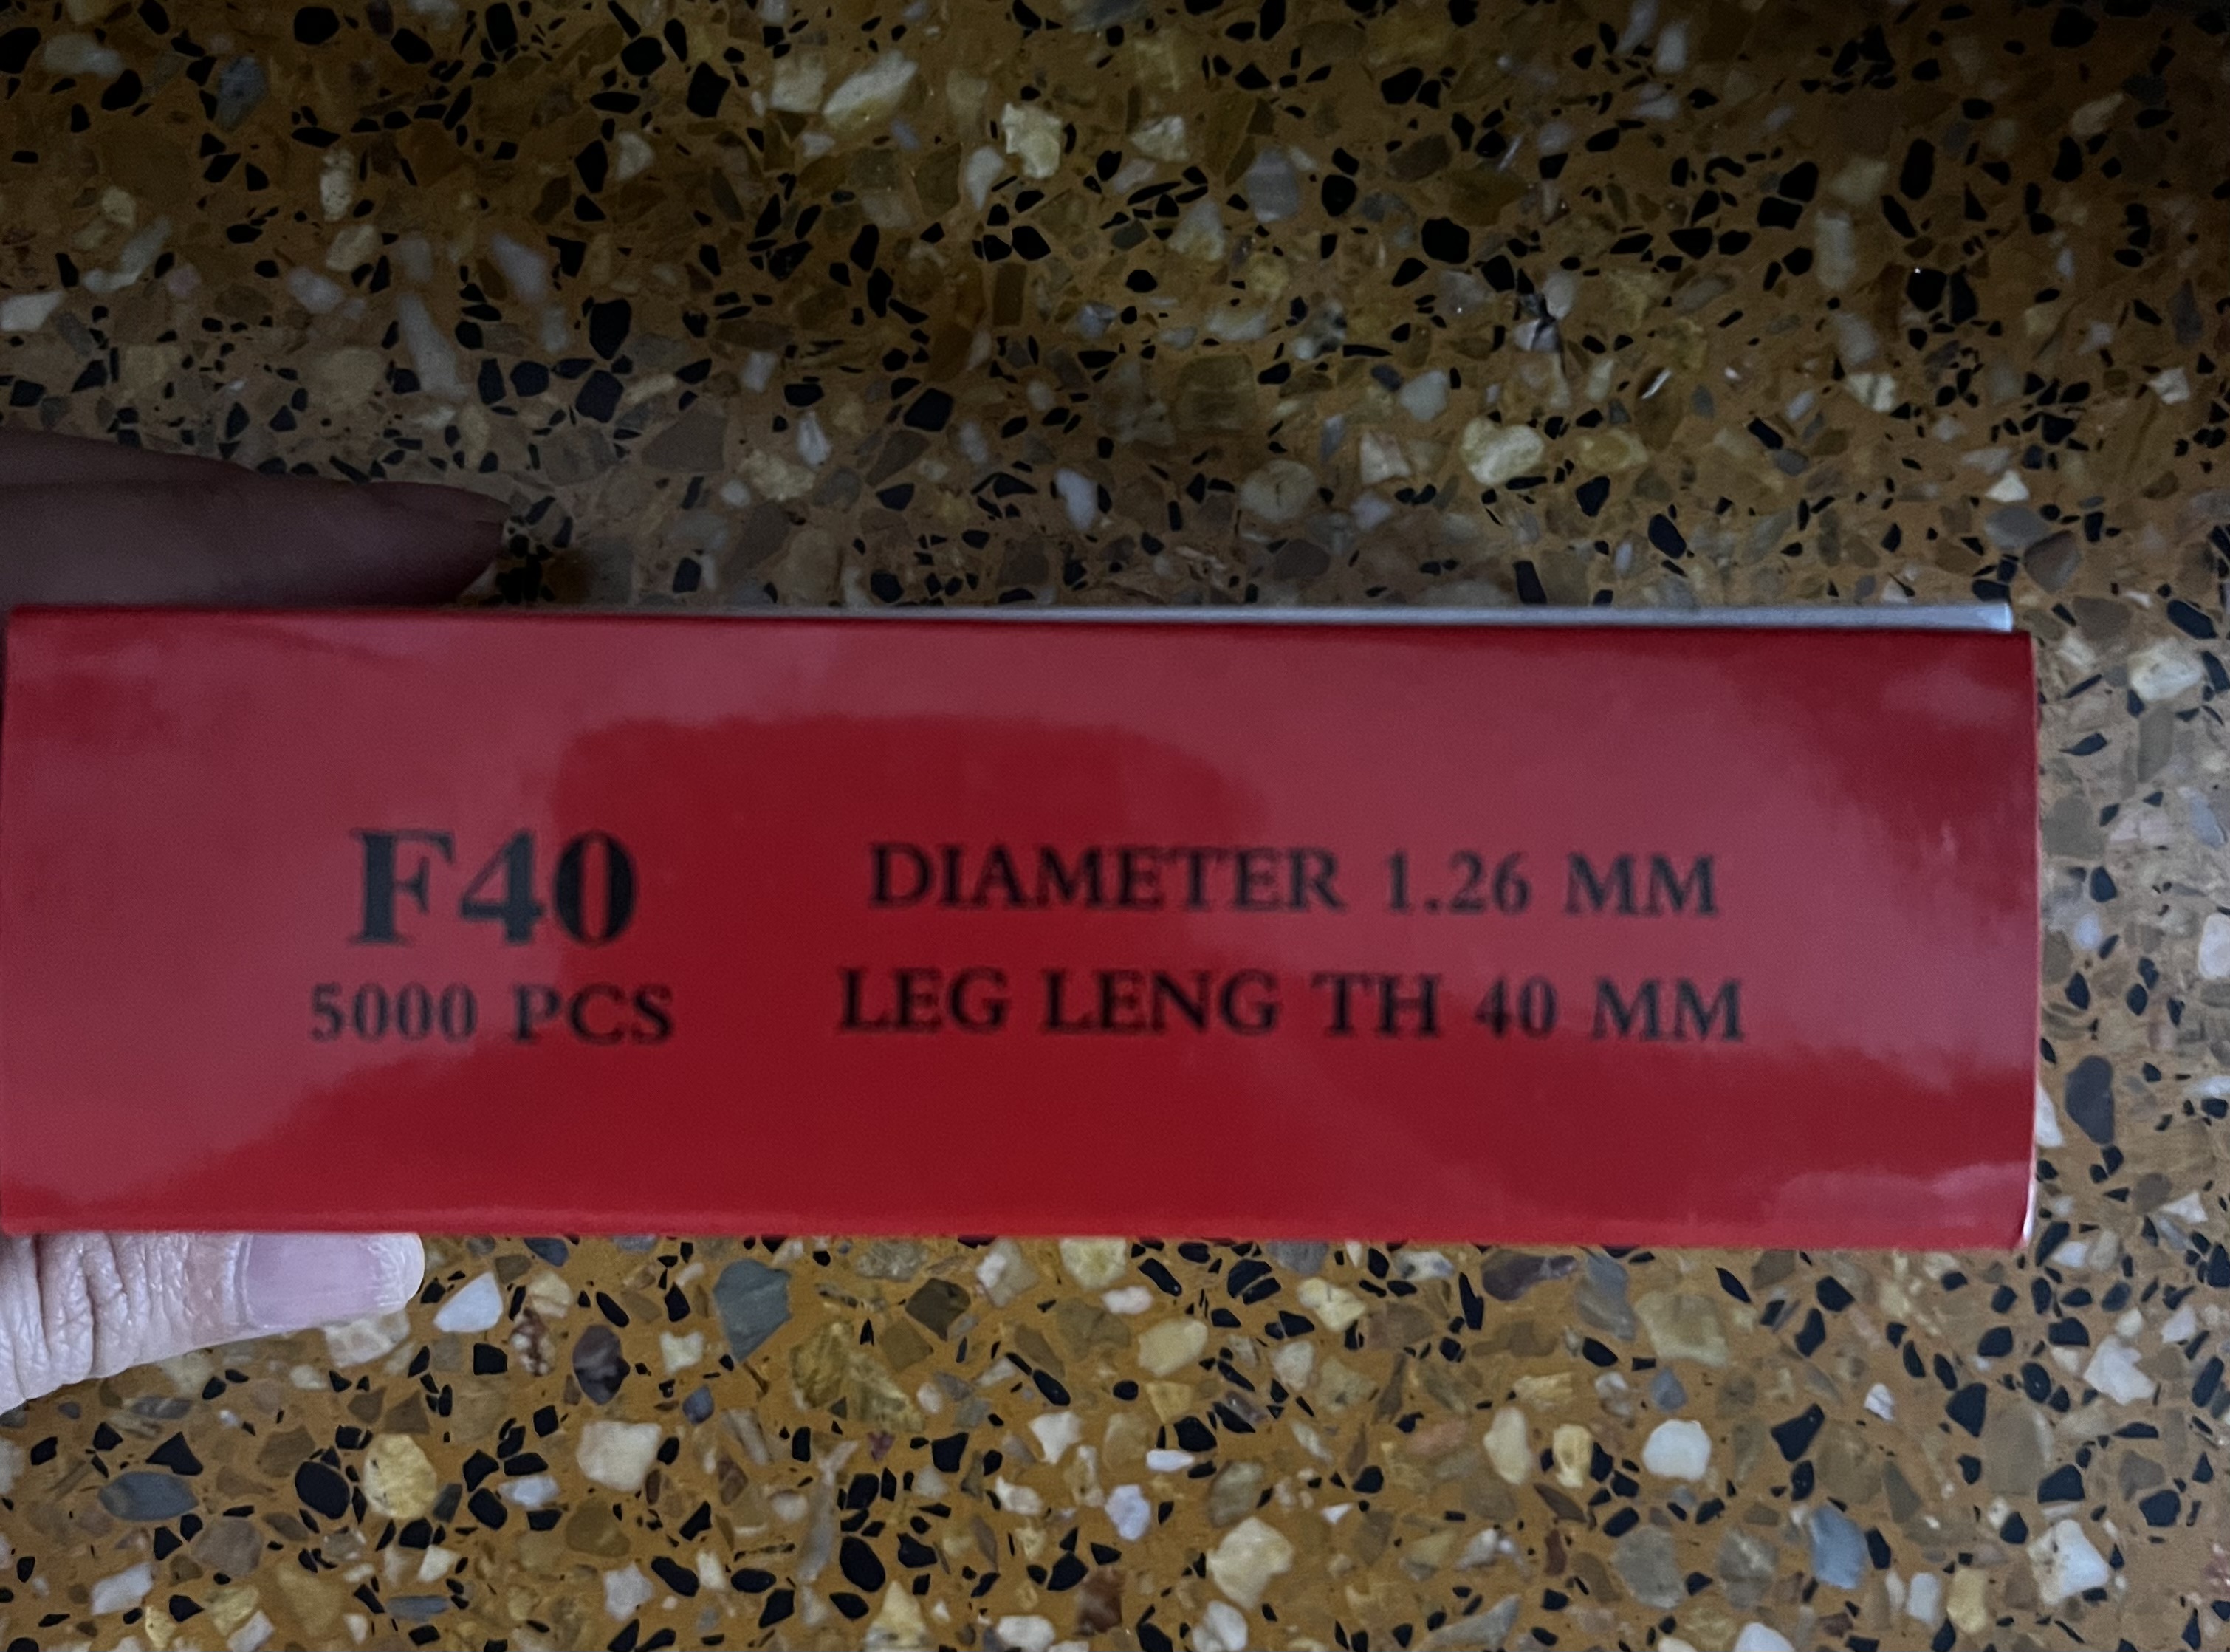 F40
5000 PCS
DIAMETER 1.26 MM
LEG LENG TH 40 MM